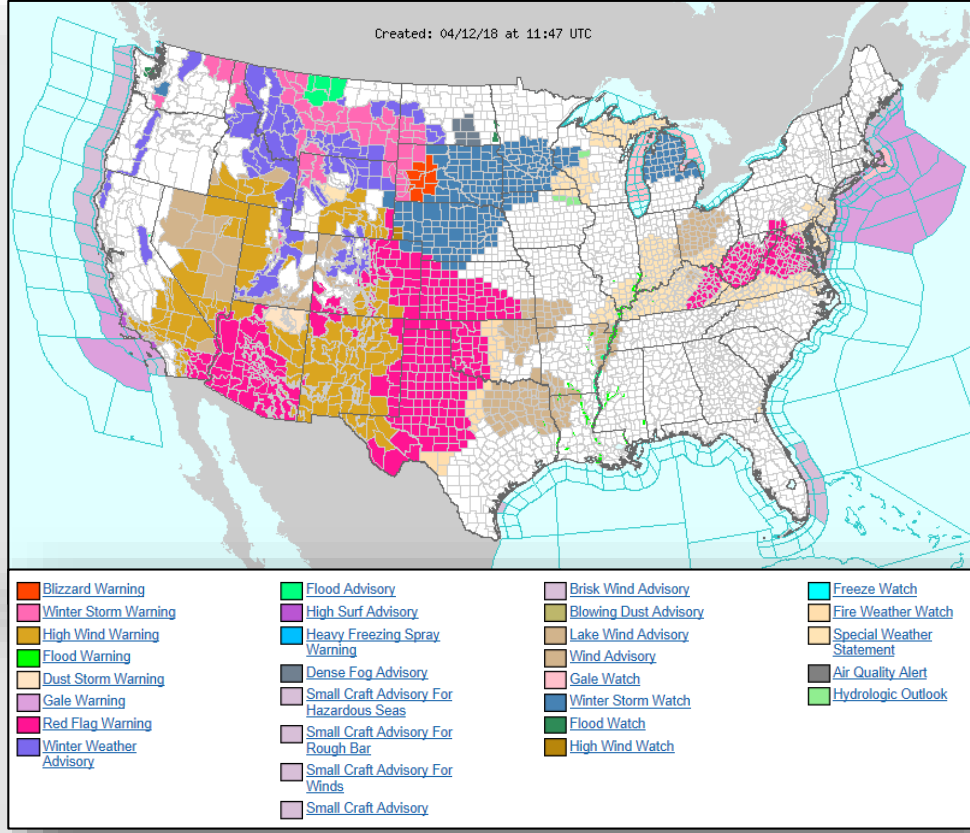 Created: 04/12/18 at 11:47 UTC
Blizzard Warning
Winter Storm Warning
High Wind Warning
Flood Warning
Dust Storm Warning
Gale Warning
Red Flag Warning
Winter Weather
Advisory
Flood Advisory
High Surf Advisory
Heavy Freezing Spray
Warning
Dense Fog Advisory
Small Craft Advisory For
Hazardous Seas
Small Craft Advisory For
Rough Bar
Small Craft Advisory For
Winds
Small Craft Advisory
Brisk Wind Advisory
Blowing Dust Advisory
Lake Wind Advisory
Wind Advisory
Gale Watch
Winter Storm Watch
Flood Watch
High Wind Watch
Freeze Watch
Fire Weather Watch
Special Weather
Statement
Air Quality Alert
Hydrologic Outlook